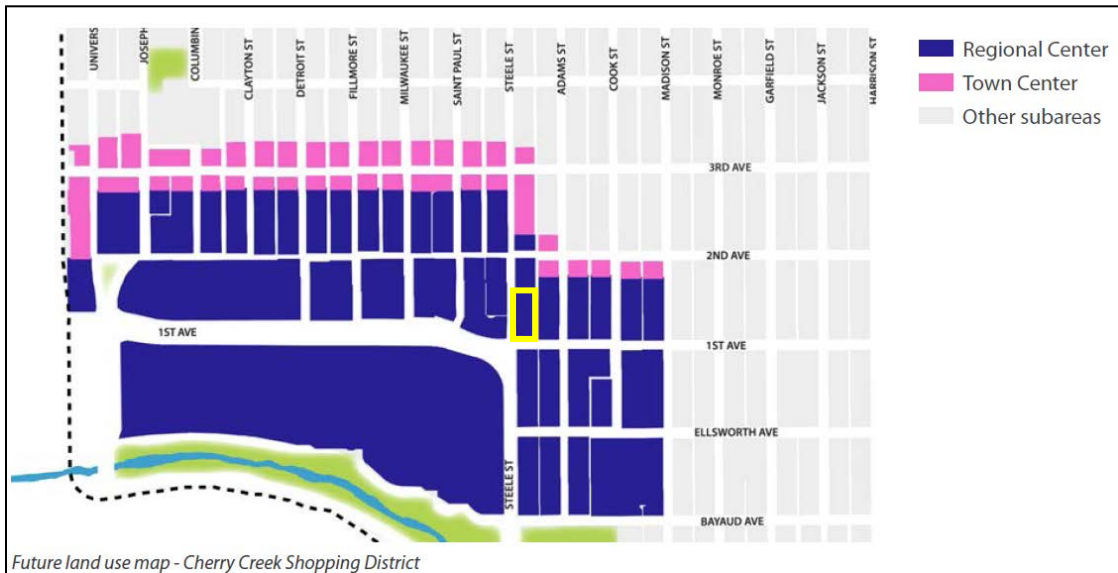 UNIVERS
JOSEPH
COLUMBIN
CLAYTON ST
DETROIT ST
FILLMORE ST
MILWAUKEE ST
SAINT PAUL ST
STEELE ST
ADAMS ST
COOK ST
MADISON ST
MONROE ST
GARFIELD ST
JACKSON ST
HARRISON ST
Regional Center
Town Center
Other subareas
3RD AVE
2ND AVE
1ST AVE
1ST AVE
ELLSWORTH AVE
STEELE ST
BAYAUD AVE
Future land use map - Cherry Creek Shopping District